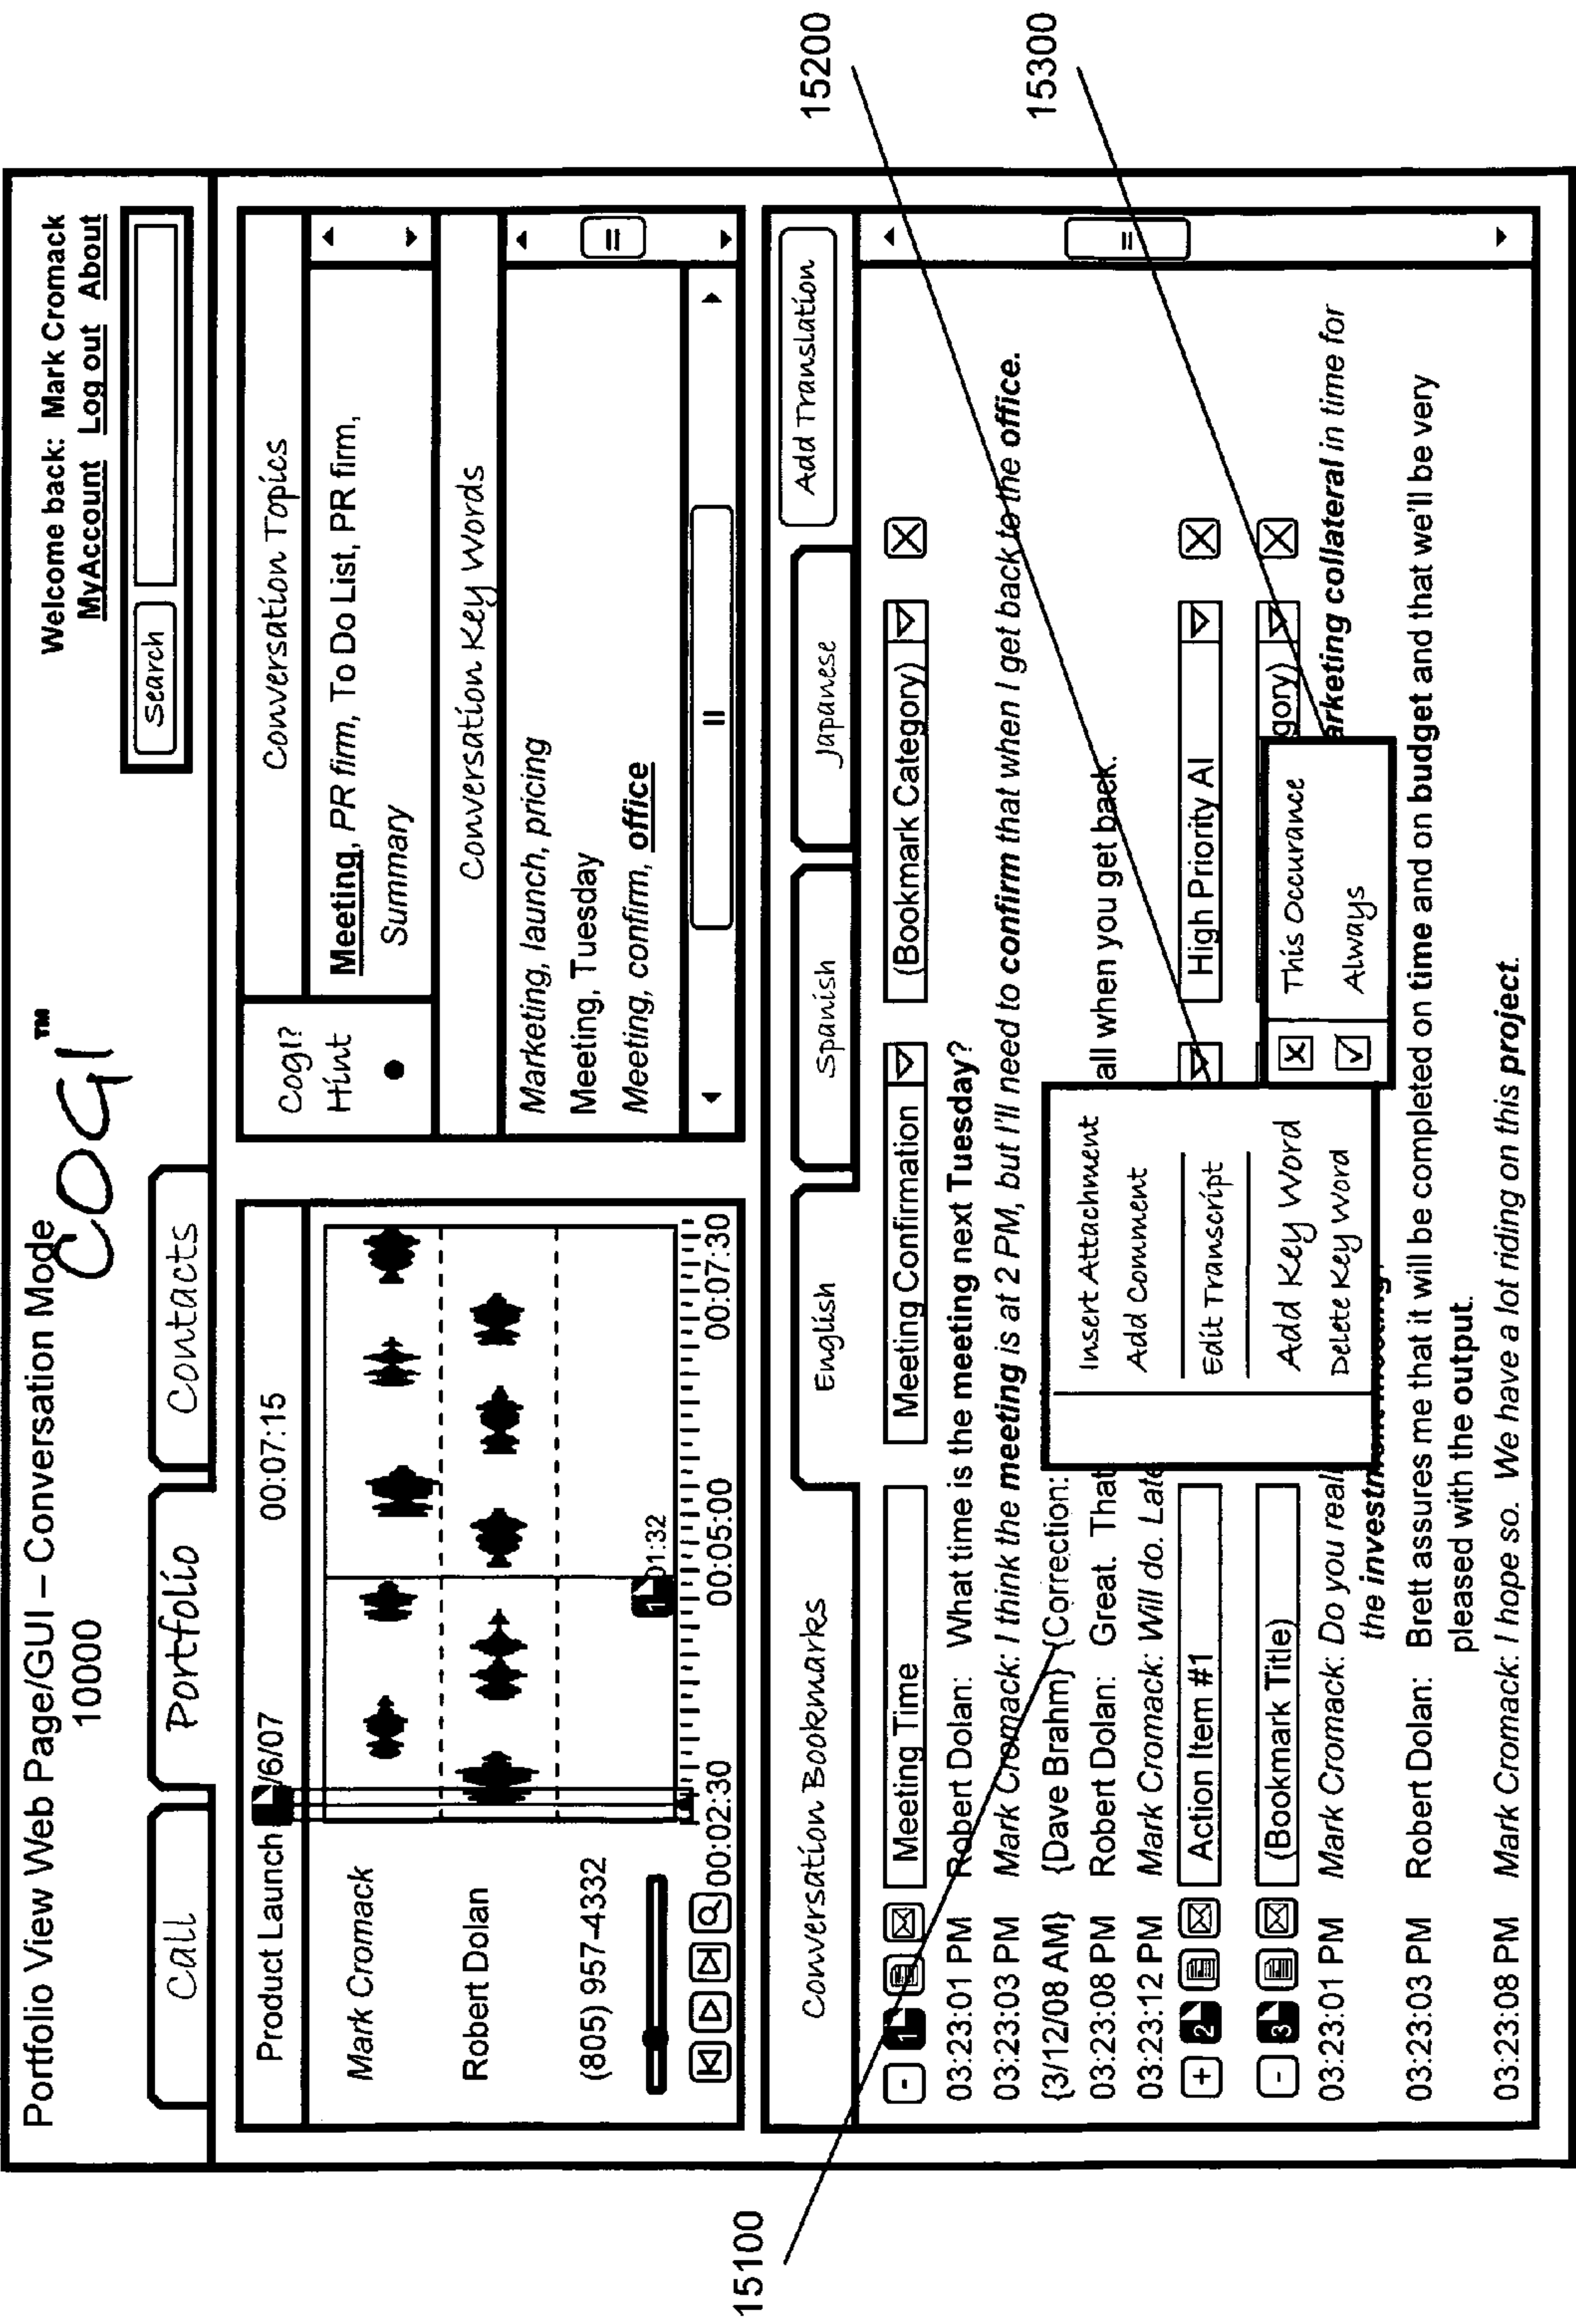 Portfolio View Web Page/GUI – Conversation Mode
10000
COGI™
Welcome back: Mark Cromack
MyAccount Log out About
Search
Call
Portfolio
Contacts
Product Launch /6/07 00:07:15
Mark Cromack
Robert Dolan
(805) 957-4332
1 01:32
00:02:30 00:05:00 00:07:30
Cogi?
Hint
Conversation Topics
Meeting, PR firm, To Do List, PR firm,
Summary
Conversation Key Words
Marketing, launch, pricing
Meeting, Tuesday
Meeting, confirm, office
Conversation Bookmarks English Spanish Japanese Add Translation
- 1 Meeting Time Meeting Confirmation (Bookmark Category)
03:23:01 PM Robert Dolan: What time is the meeting next Tuesday?
03:23:03 PM Mark Cromack: I think the meeting is at 2 PM, but I'll need to confirm that when I get back to the office.
{3/12/08 AM} {Dave Brahm} {Correction:
03:23:08 PM Robert Dolan: Great. That all when you get back.
03:23:12 PM Mark Cromack: Will do. Late
+ 2 Action Item #1 High Priority AI
- 3 (Bookmark Title) gory)
03:23:01 PM Mark Cromack: Do you reall arketing collateral in time for
the investment meeting.
03:23:03 PM Robert Dolan: Brett assures me that it will be completed on time and on budget and that we'll be very
pleased with the output.
03:23:08 PM Mark Cromack: I hope so. We have a lot riding on this project.
Insert Attachment
Add Comment
Edit Transcript
Add Key Word
Delete Key Word
This Occurance
Always
15100
15200
15300